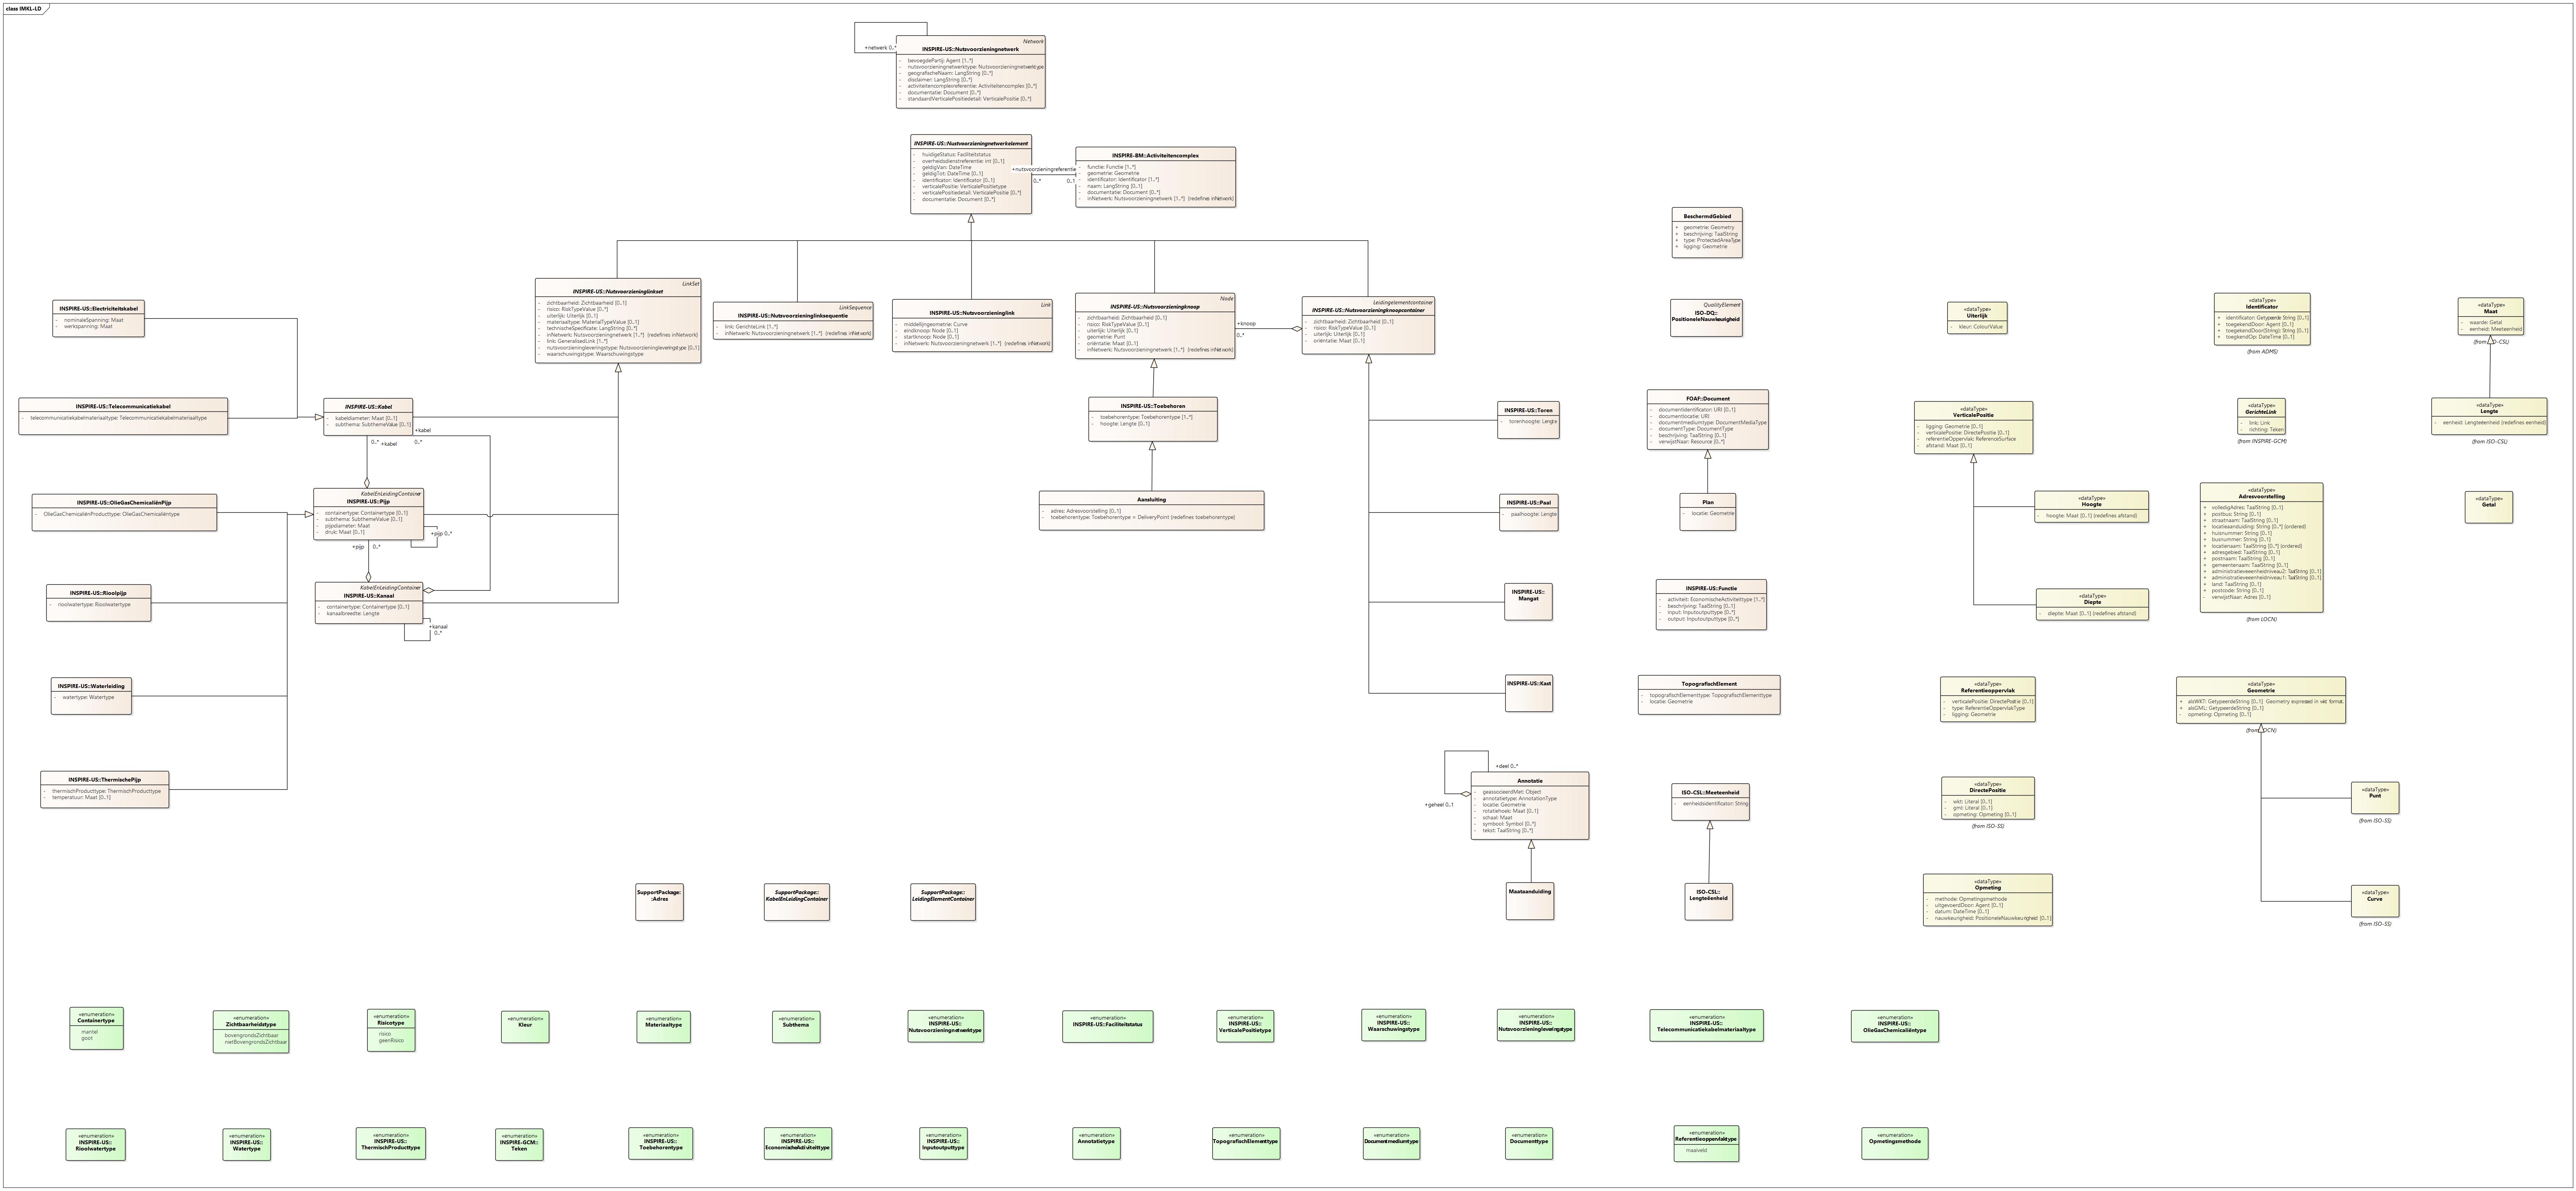 class IMKL-LD
Network
INSPIRE-US::Nutsvoorzieningnetwerk
- bevoegdePartij: Agent [1..*]
- nutsvoorzieningnetwerktype: Nutsvoorzieningnetwerktype
- geografischeNaam: LangString [0..*]
- disclaimer: LangString [0..*]
- activiteitencomplexreferentie: Activiteitencomplex [0..*]
- documentatie: Document [0..*]
- standaardVerticalePositiedetail: VerticalePositie [0..*]
+netwerk 0..*
INSPIRE-US::Nustvoorzieningnetwerkelement
- huidigeStatus: Faciliteitstatus
- overheidsdienstreferentie: int [0..1]
- geldigVan: DateTime
- geldigTot: DateTime [0..1]
- identificator: Identificator [0..1]
- verticalePositie: VerticalePositietype
- verticalePositiedetail: VerticalePositie [0..*]
- documentatie: Document [0..*]
+nutsvoorzieningreferentie
0..*
0..1
INSPIRE-BM::Activiteitencomplex
- functie: Functie [1..*]
- geometrie: Geometrie
- identificator: Identificator [1..*]
- naam: LangString [0..1]
- documentatie: Document [0..*]
- inNetwork: Nutsvoorzieningnetwerk [1..*] {redefines inNetwork}
BeschermdGebied
+ geometrie: Geometry
+ beschrijving: TaalString
+ type: ProtectedAreaType
+ ligging: Geometrie
INSPIRE-US::Electriciteitskabel
- nominaleSpanning: Maat
- werkspanning: Maat
LinkSet
INSPIRE-US::Nutsvoorzieninglinkset
- zichtbaarheid: Zichtbaarheid [0..1]
- risico: RiskTypeValue [0..*]
- uiterlijk: Uiterlijk [0..1]
- materiaaltype: MateriaTypeValue [0..1]
- technischeSpecificatie: LangString [0..*]
- inNetwork: Nutsvoorzieningnetwerk [1..*] {redefines inNetwork}
- link: GeneralisedLink [1..*]
- nutsvoorzieningleveringstype: Nutsvoorzieningleveringstype [0..1]
- waarschuwingstype: Waarschuwingstype
LinkSequence
INSPIRE-US::Nutsvoorzieninglinksequentie
- link: GerichteLink [1..*]
- inNetwerk: Nutsvoorzieningnetwerk [1..*] {redefines inNetwork}
Link
INSPIRE-US::Nutsvoorzieninglink
- middellijngeometrie: Curve
- eindknoop: Node [0..1]
- startknoop: Node [0..1]
- inNetwerk: Nutsvoorzieningnetwerk [1..*] {redefines inNetwork}
Node
INSPIRE-US::Nutsvoorzieningknoop
- zichtbaarheid: Zichtbaarheid [0..1]
- risico: RiskTypeValue [0..1]
- uiterlijk: Uiterlijk [0..1]
- geometrie: Punt
- oriëntatie: Maat [0..1]
- inNetwerk: Nutsvoorzieningnetwerk [1..*] {redefines inNetwork}
+knoop
0..*
Leidingelementcontainer
INSPIRE-US::Nutsvoorzieningknoopcontainer
- zichtbaarheid: Zichtbaarheid [0..1]
- risico: RiskTypeValue [0..1]
- uiterlijk: Uiterlijk [0..1]
- oriëntatie: Maat [0..1]
QualityElement
ISO-DQ::
PositioneleNauwkeurigheid
«dataType»
Uiterlijk
- kleur: ColourValue
«dataType»
Identificator
+ identificator: Getypeerde String [0..1]
+ toegekendDoor: Agent [0..1]
+ toegekendDoor(String): String [0..1]
+ toegkendOp: DateTime [0..1]
(from ADMS)
«dataType»
Maat
- waarde: Getal
- eenheid: Meeteenheid
INSPIRE-US::Telecommunicatiekabel
- telecommunicatiekabelmateriaaltype: Telecommunicatiekabelmateriaaltype
INSPIRE-US::Kabel
- kabeldiameter: Maat [0..1]
- subthema: SubthemeValue [0..1]
+kabel
0..*
0..* +kabel
INSPIRE-US::Toebehoren
- toebehorentype: Toebehorentype [1..*]
- hoogte: Lengte [0..1]
INSPIRE-US::Toren
- torenhoogte: Lengte
FOAF::Document
- documentidentificator: URI [0..1]
- documentlocatie: URI
- documentmediumtype: DocumentMediaType
- documentType: DocumentType
- beschrijving: TaalString [0..1]
- verwijstNaar: Resource [0..*]
«dataType»
VerticalePositie
- ligging: Geometrie [0..1]
- verticalePositie: DirectePositie [0..1]
- referentieOppervlak: ReferenceSurface
- afstand: Maat [0..1]
«dataType»
GerichteLink
- link: Link
- richting: Teken
(from INSPIRE-GCM)
«dataType»
Lengte
- eenheid: Lengteëenheid {redefines eenheid}
(from ISO-CSL)
INSPIRE-US::OlieGasChemicaliënPijp
- OlieGasChemicaliënProducttype: OlieGasChemicaliëntype
KabelEnLeidingContainer
INSPIRE-US::Pijp
- containertype: Containertype [0..1]
- subthema: SubthemeValue [0..1]
- pijpdiameter: Maat
- druk: Maat [0..1]
+pijp 0..*
+pijp 0..*
Aansluiting
- adres: Adresvoorstelling [0..1]
- toebehorentype: Toebehorentype = DeliveryPoint {redefines toebehorentype}
INSPIRE-US::Paal
- paalhoogte: Lengte
Plan
- locatie: Geometrie
«dataType»
Hoogte
- hoogte: Maat [0..1] {redefines afstand}
«dataType»
Adresvoorstelling
+ volledigAdres: TaalString [0..1]
+ postbus: String [0..1]
+ straatnaam: TaalString [0..1]
+ locatieaanduiding: String [0..*] {ordered}
+ huisnummer: String [0..1]
+ busnummer: String [0..1]
+ locatienaam: TaalString [0..*] {ordered}
+ adresgebied: TaalString [0..1]
+ postnaam: TaalString [0..1]
+ gemeentenaam: TaalString [0..1]
+ administratieveeenheidniveau2: TaalString [0..1]
+ administratieveeenheidniveau1: TaalString [0..1]
+ land: TaalString [0..1]
+ postcode: String [0..1]
- verwijstNaar: Adres [0..1]
(from LOCN)
«dataType»
Getal
INSPIRE-US::Rioolpijp
- rioolwatertype: Rioolwatertype
KabelEnLeidingContainer
INSPIRE-US::Kanaal
- containertype: Containertype [0..1]
- kanaalbreedte: Lengte
+kanaal
0..*
INSPIRE-US::
Mangat
INSPIRE-US::Functie
- activiteit: EconomischeActiviteittype [1..*]
- beschrijving: TaalString [0..1]
- input: Inputoutputtype [0..*]
- output: Inputoutputtype [0..*]
«dataType»
Diepte
- diepte: Maat [0..1] {redefines afstand}
INSPIRE-US::Waterleiding
- watertype: Watertype
INSPIRE-US::Kast
TopografischElement
- topografischElementtype: TopografischElementtype
- locatie: Geometrie
«dataType»
Referentieoppervlak
- verticalePositie: DirectePositie [0..1]
- type: ReferentieOppervlakType
- ligging: Geometrie
«dataType»
Geometrie
+ alsWKT: GetypeerdeString [0..1] Geometry expressed in wkt format.
+ alsGML: GetypeerdeString [0..1]
- opmeting: Opmeting [0..1]
INSPIRE-US::ThermischePijp
- thermischProducttype: ThermischProducttype
- temperatuur: Maat [0..1]
+deel 0..*
+geheel 0..1
Annotatie
- geassocieerdMet: Object
- annotatietype: AnnotationType
- locatie: Geometrie
- rotatiehoek: Maat [0..1]
- schaal: Maat
- symbool: Symbol [0..*]
- tekst: TaalString [0..*]
ISO-CSL::Meeteenheid
- eenheidsidentificator: String
«dataType»
DirectePositie
- wkt: Literal [0..1]
- gml: Literal [0..1]
- opmeting: Opmeting [0..1]
(from ISO-SS)
«dataType»
Punt
(from ISO-SS)
SupportPackage:
:Adres
SupportPackage::
KabelEnLeidingContainer
SupportPackage::
LeidingElementContainer
Maataanduiding
ISO-CSL::
Lengteëenheid
«dataType»
Opmeting
- methode: Opmetingsmethode
- uitgevoerdDoor: Agent [0..1]
- datum: DateTime [0..1]
- nauwkeurigheid: PositioneleNauwkeurigheid [0..1]
«dataType»
Curve
(from ISO-SS)
«enumeration»
Containertype
mantel
goot
«enumeration»
Zichtbaarheidstype
bovengrondsZichtbaar
nietBovengrondsZichtbaar
«enumeration»
Risicotype
risico
geenRisico
«enumeration»
Kleur
«enumeration»
Materiaaltype
«enumeration»
Subthema
«enumeration»
INSPIRE-US::
Nutsvoorzieningnetwerktype
«enumeration»
INSPIRE-US::Faciliteitstatus
«enumeration»
INSPIRE-US::
VerticalePositietype
«enumeration»
INSPIRE-US::
Waarschuwingstype
«enumeration»
INSPIRE-US::
Nutsvoorzieningleveringstype
«enumeration»
INSPIRE-US::
Telecommunicatiekabelmateriaaltype
«enumeration»
INSPIRE-US::
OlieGasChemicaliëntype
«enumeration»
INSPIRE-US::
Rioolwatertype
«enumeration»
INSPIRE-US::
Watertype
«enumeration»
INSPIRE-US::
ThermischProducttype
«enumeration»
INSPIRE-GCM::
Teken
«enumeration»
INSPIRE-US::
Toebehorentype
«enumeration»
INSPIRE-US::
EconomischeActiviteittype
«enumeration»
INSPIRE-US::
Inputoutputtype
«enumeration»
Annotatietype
«enumeration»
TopografischElementtype
«enumeration»
Documentmediumtype
«enumeration»
Documenttype
«enumeration»
Referentieoppervlaktype
maaiveld
«enumeration»
Opmetingsmethode